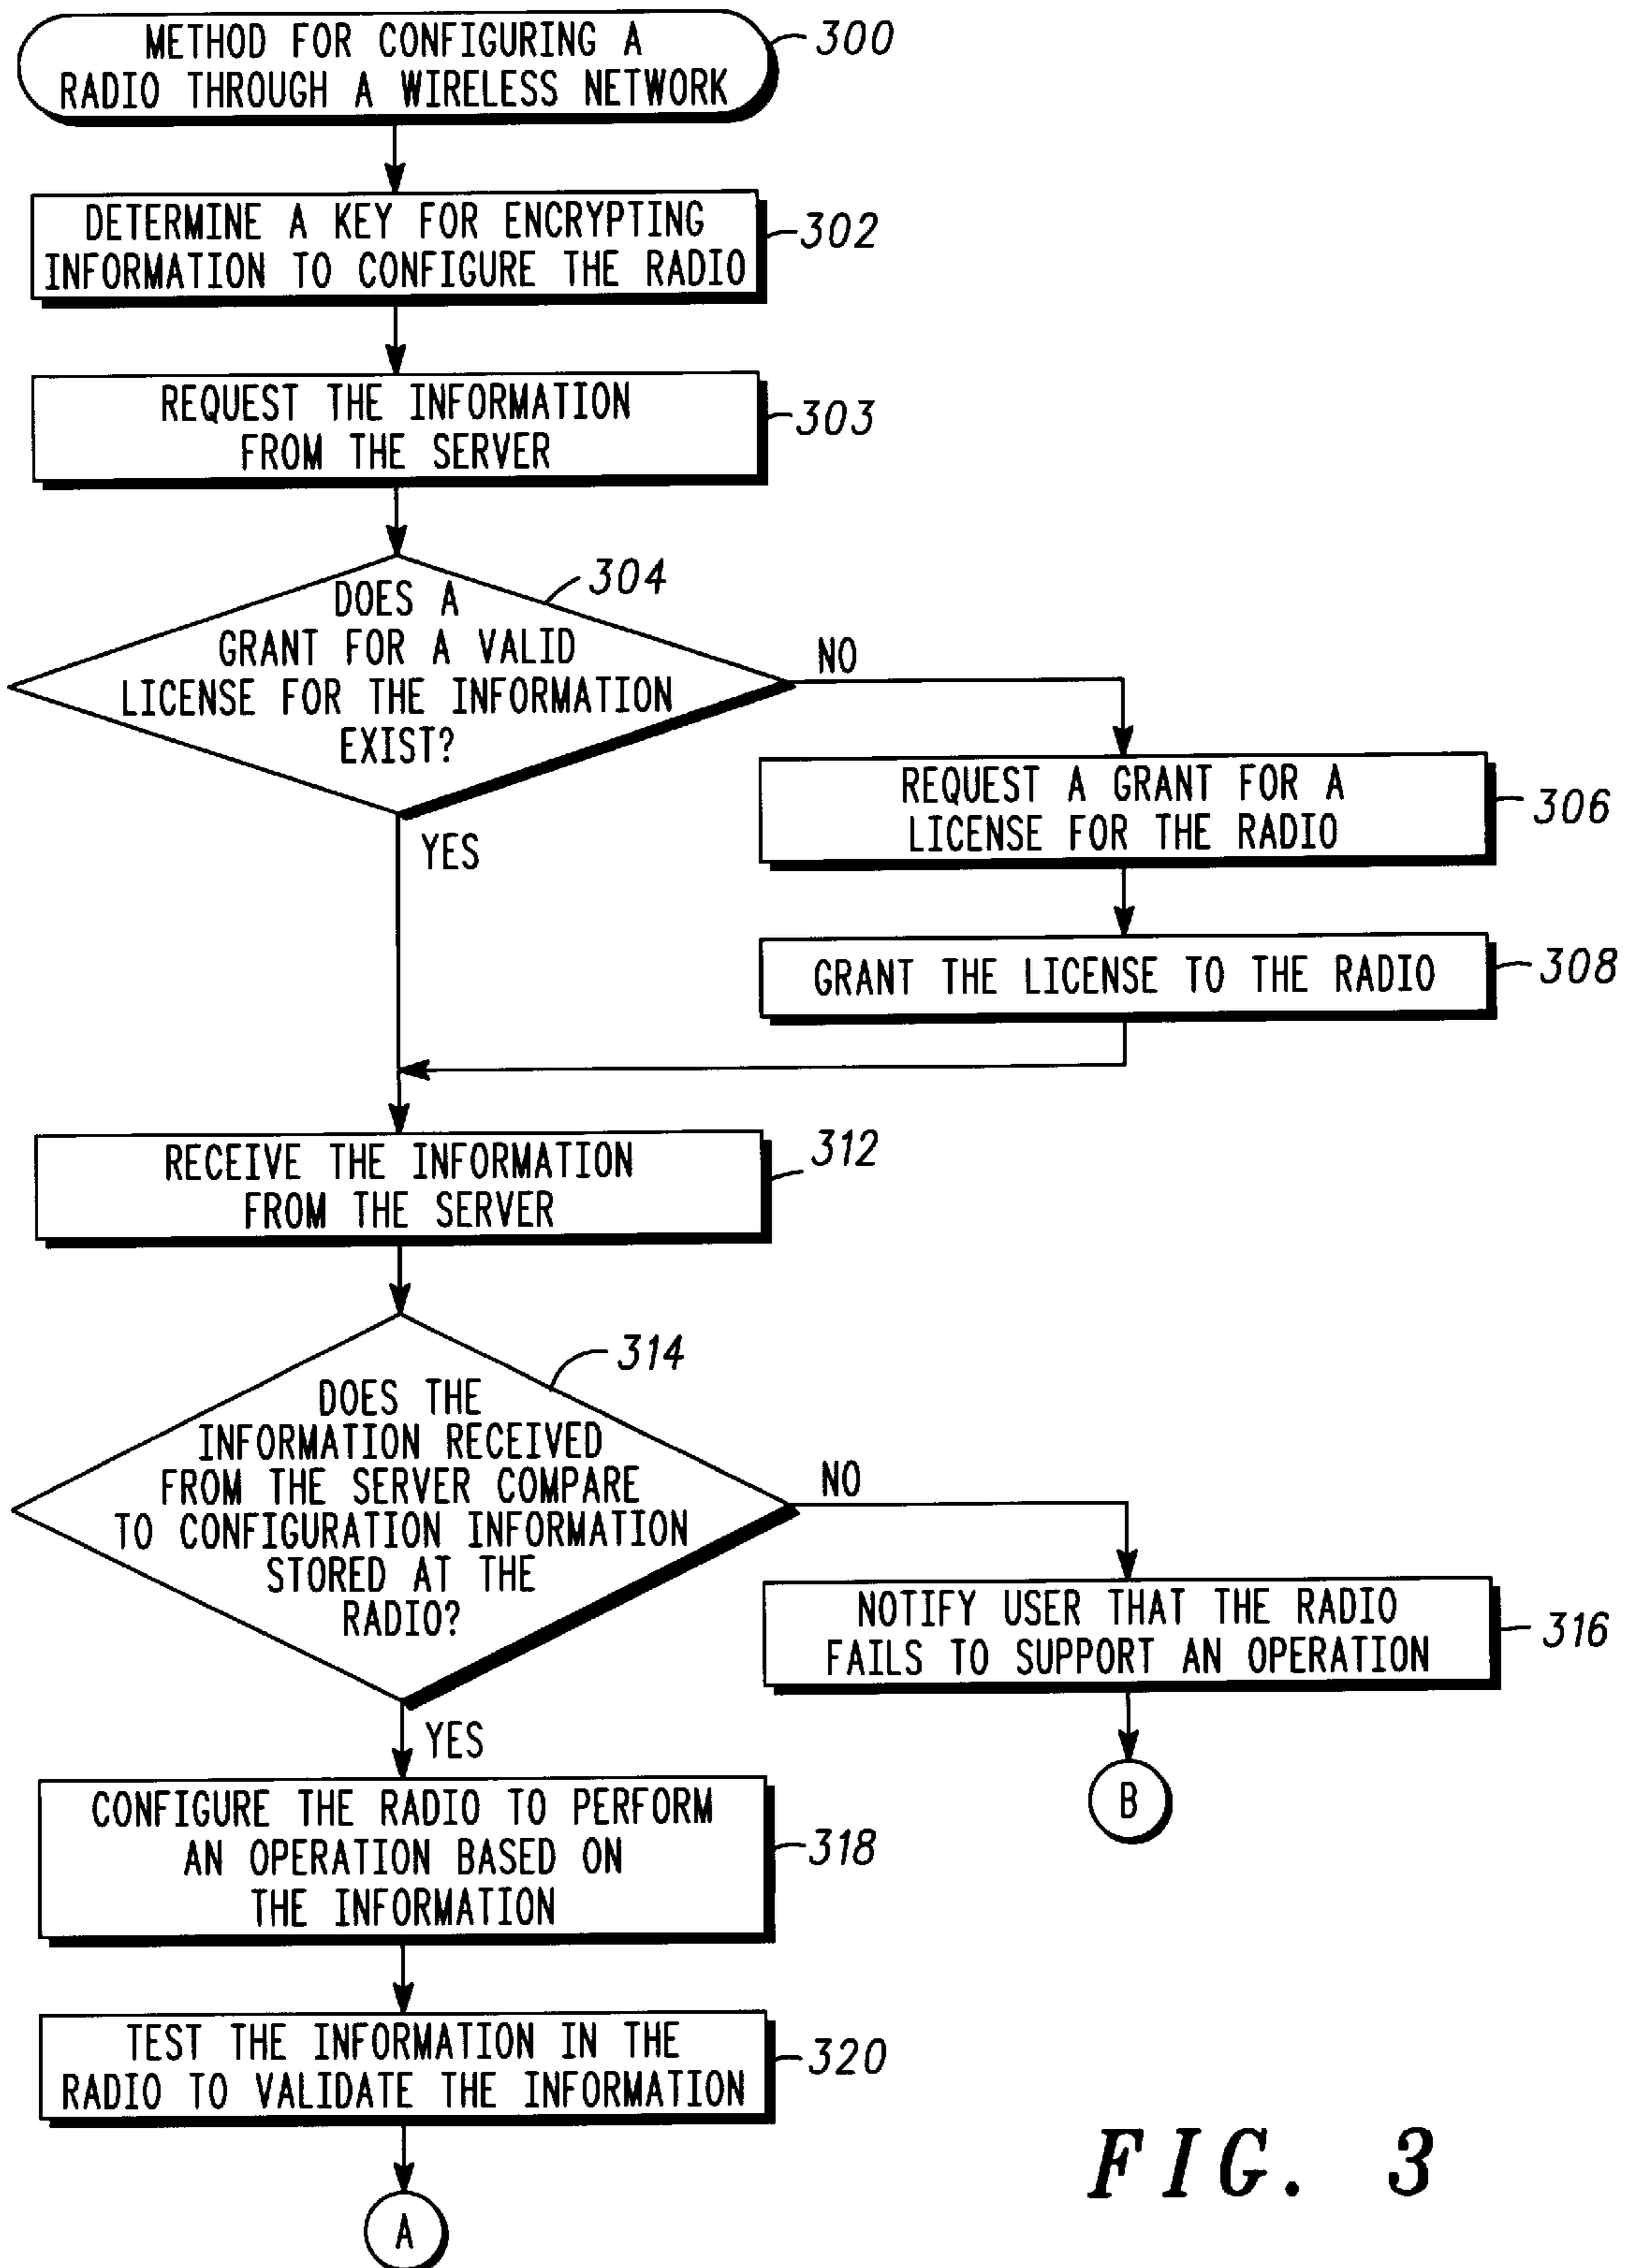 METHOD FOR CONFIGURING A
RADIO THROUGH A WIRELESS NETWORK
300
DETERMINE A KEY FOR ENCRYPTING
INFORMATION TO CONFIGURE THE RADIO
302
REQUEST THE INFORMATION
FROM THE SERVER
303
304
DOES A
GRANT FOR A VALID
LICENSE FOR THE INFORMATION
EXIST?
NO
YES
REQUEST A GRANT FOR A
LICENSE FOR THE RADIO
306
GRANT THE LICENSE TO THE RADIO
308
RECEIVE THE INFORMATION
FROM THE SERVER
312
314
DOES THE
INFORMATION RECEIVED
FROM THE SERVER COMPARE
TO CONFIGURATION INFORMATION
STORED AT THE
RADIO?
NO
NOTIFY USER THAT THE RADIO
FAILS TO SUPPORT AN OPERATION
316
B
YES
CONFIGURE THE RADIO TO PERFORM
AN OPERATION BASED ON
THE INFORMATION
318
TEST THE INFORMATION IN THE
RADIO TO VALIDATE THE INFORMATION
320
A
FIG. 3